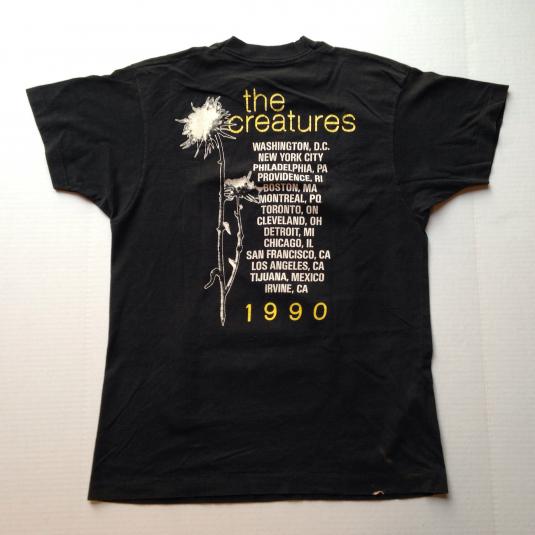 the
creatures
WASHINGTON, D.C.
NEW YORK CITY
PHILADELPHIA, PA
PROVIDENCE, RI
BOSTON, MA
MONTREAL, PQ
TORONTO, ON
CLEVELAND, OH
DETROIT, MI
CHICAGO, IL
SAN FRANCISCO, CA
LOS ANGELES, CA
TIJUANA, MEXICO
IRVINE, CA
1990